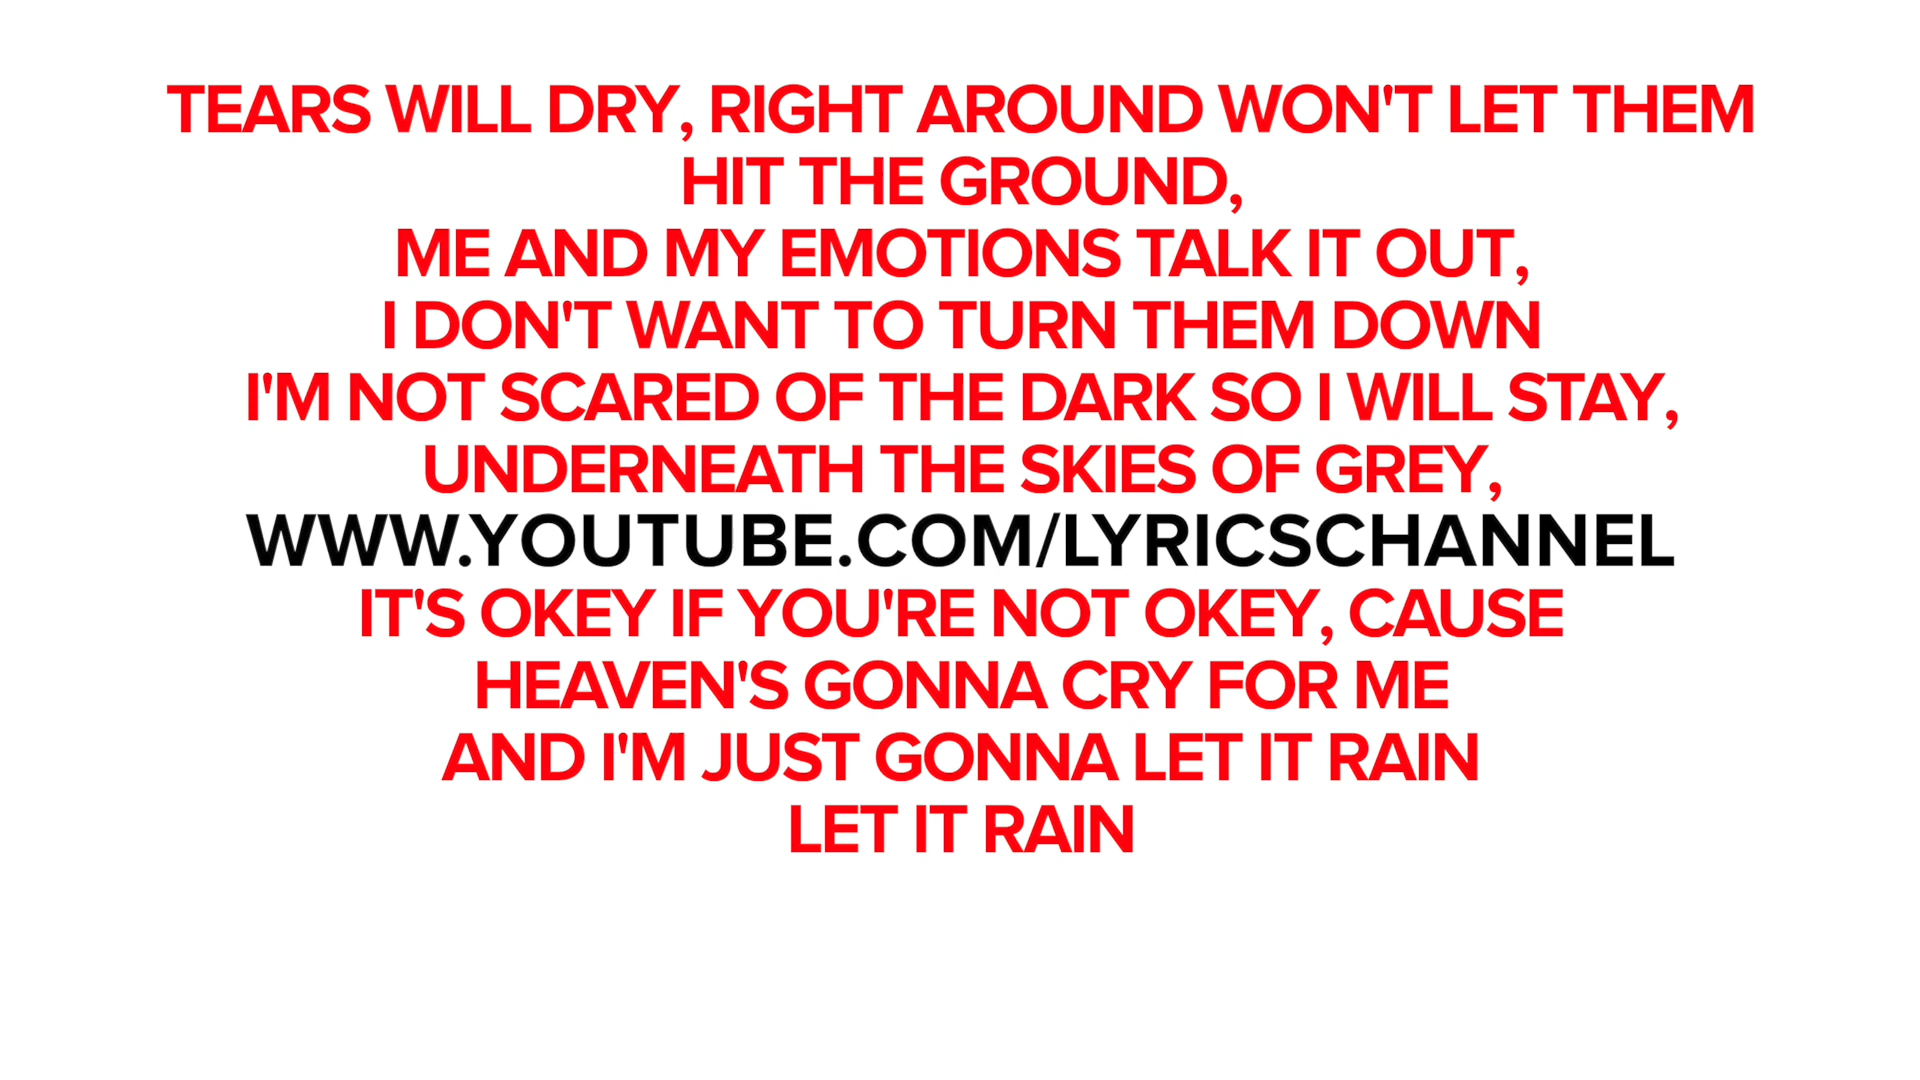 TEARS WILL DRY, RIGHT AROUND WON'T LET THEM
HIT THE GROUND,
ME AND MY EMOTIONS TALK IT OUT,
I DON'T WANT TO TURN THEM DOWN
I'M NOT SCARED OF THE DARK SO I WILL STAY,
UNDERNEATH THE SKIES OF GREY,
WWW.YOUTUBE.COM/LYRICSCHANNEL
IT'S OKEY IF YOU'RE NOT OKEY, CAUSE
HEAVEN'S GONNA CRY FOR ME
AND I'M JUST GONNA LET IT RAIN
LET IT RAIN